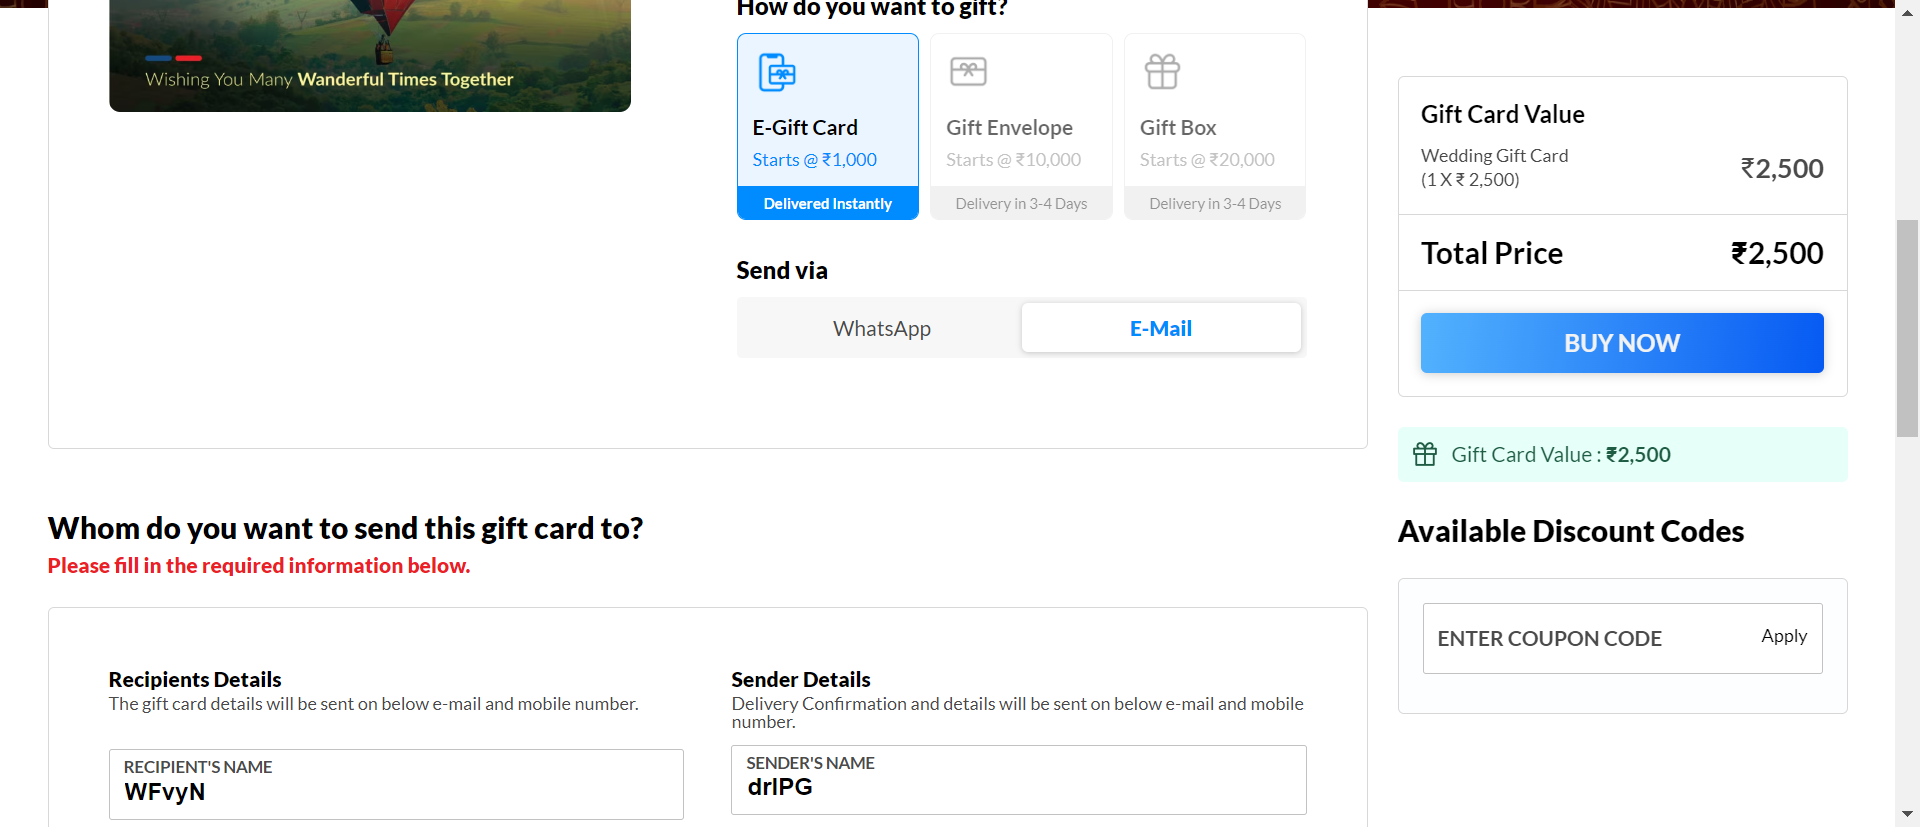 Wishing You Many Wanderful Times Together
How do you want to gift?
E-Gift Card
Starts @ ₹1,000
Delivered Instantly
Gift Envelope
Starts @ ₹10,000
Delivery in 3-4 Days
Gift Box
Starts @ ₹20,000
Delivery in 3-4 Days
Send via
WhatsApp
E-Mail
Whom do you want to send this gift card to?
Please fill in the required information below.
Recipients Details
The gift card details will be sent on below e-mail and mobile number.
RECIPIENT'S NAME
WFvyN
Sender Details
Delivery Confirmation and details will be sent on below e-mail and mobile
number.
SENDER'S NAME
drIPG
Gift Card Value
Wedding Gift Card
(1 X ₹ 2,500)
₹2,500
Total Price
₹2,500
BUY NOW
Gift Card Value : ₹2,500
Available Discount Codes
ENTER COUPON CODE
Apply